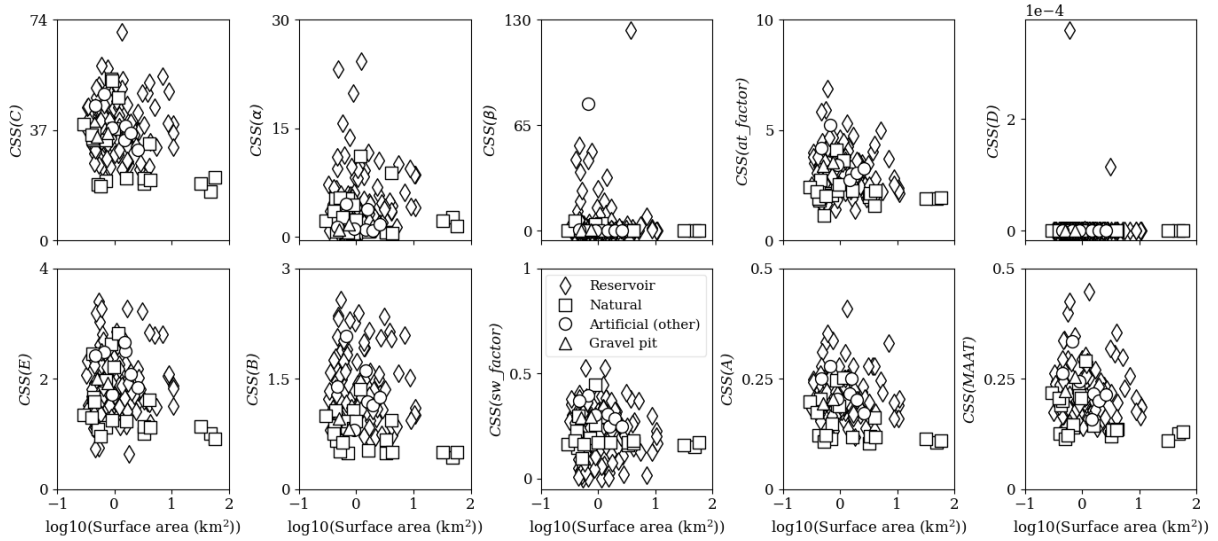 74
37
0
CSS(C)
30
15
0
CSS(α)
130
65
0
CSS(β)
10
5
0
CSS(at_factor)
1e−4
2
0
CSS(D)
4
2
0
CSS(E)
−1 0 1 2
log10(Surface area (km²))
3
1.5
0
CSS(B)
−1 0 1 2
log10(Surface area (km²))
1
0.5
0
CSS(sw_factor)
Reservoir
Natural
Artificial (other)
Gravel pit
−1 0 1 2
log10(Surface area (km²))
0.5
0.25
0
CSS(A)
−1 0 1 2
log10(Surface area (km²))
0.5
0.25
0
CSS(MAAT)
−1 0 1 2
log10(Surface area (km²))